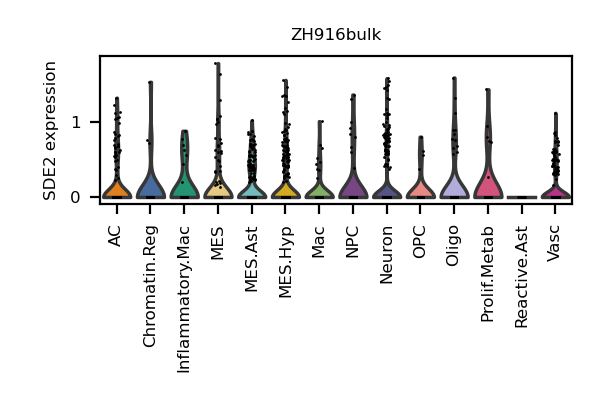 ZH916bulk
SDE2 expression
1
0
AC
Chromatin.Reg
Inflammatory.Mac
MES
MES.Ast
MES.Hyp
Mac
NPC
Neuron
OPC
Oligo
Prolif.Metab
Reactive.Ast
Vasc